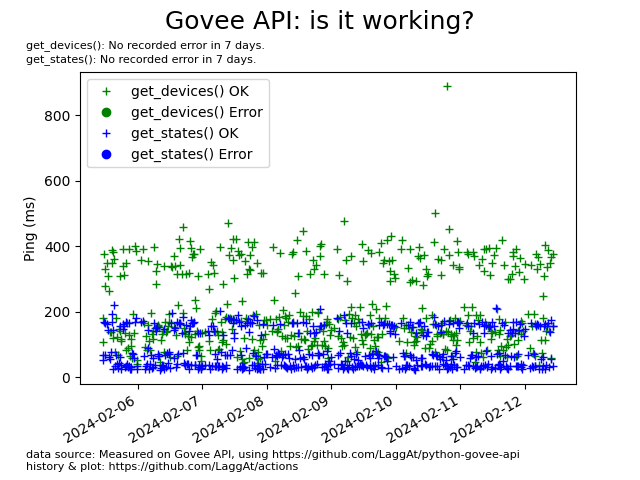 Govee API: is it working?
get_devices(): No recorded error in 7 days.
get_states(): No recorded error in 7 days.
get_devices() OK
get_devices() Error
get_states() OK
get_states() Error
Ping (ms)
800
600
400
200
0
2024-02-06
2024-02-07
2024-02-08
2024-02-09
2024-02-10
2024-02-11
2024-02-12
data source: Measured on Govee API, using https://github.com/LaggAt/python-govee-api
history & plot: https://github.com/LaggAt/actions